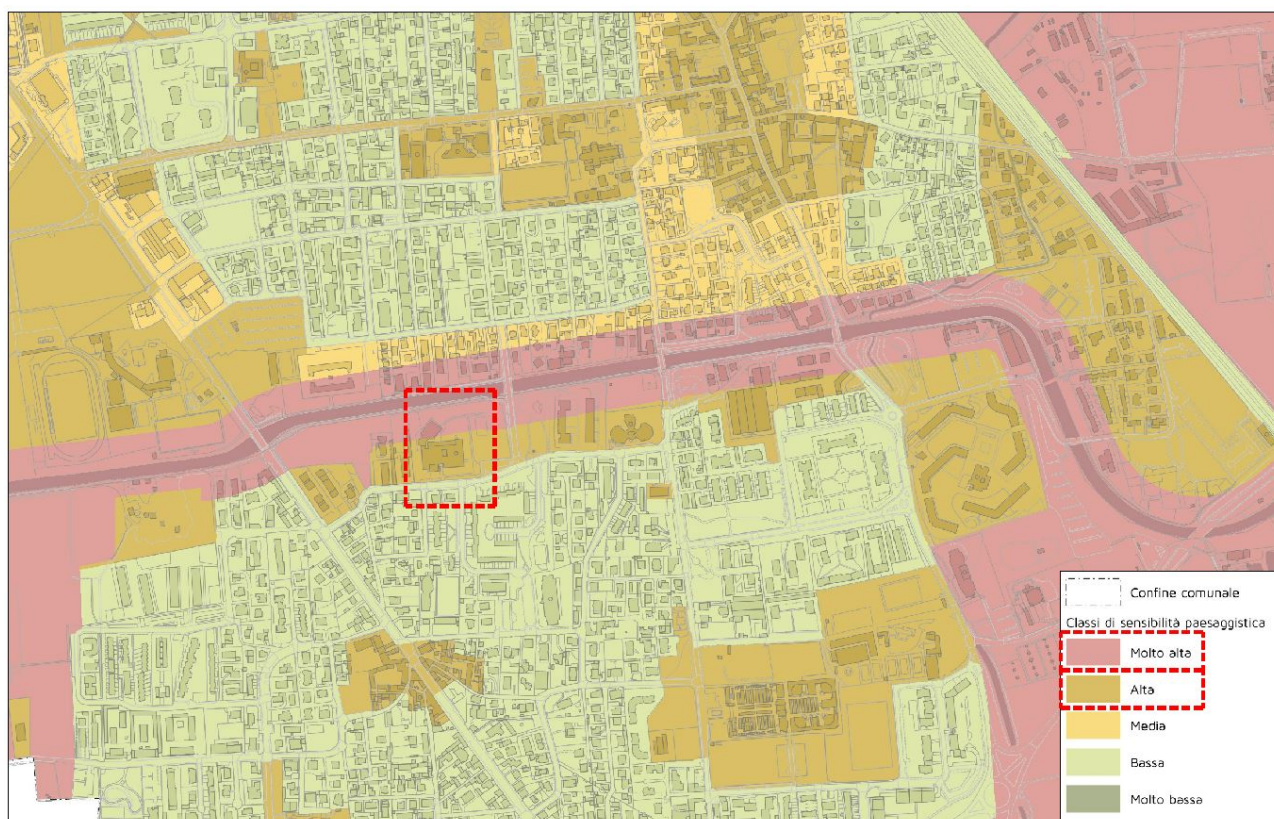 Confine comunale
Classi di sensibilità paesaggistica
Molto alta
Alta
Media
Bassa
Molto bassa